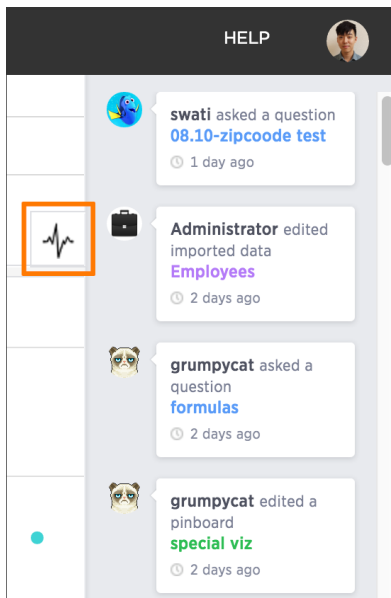 HELP
swati asked a question
08.10-zipcoode test
1 day ago
Administrator edited
imported data
Employees
2 days ago
grumpycat asked a
question
formulas
2 days ago
grumpycat edited a
pinboard
special viz
2 days ago